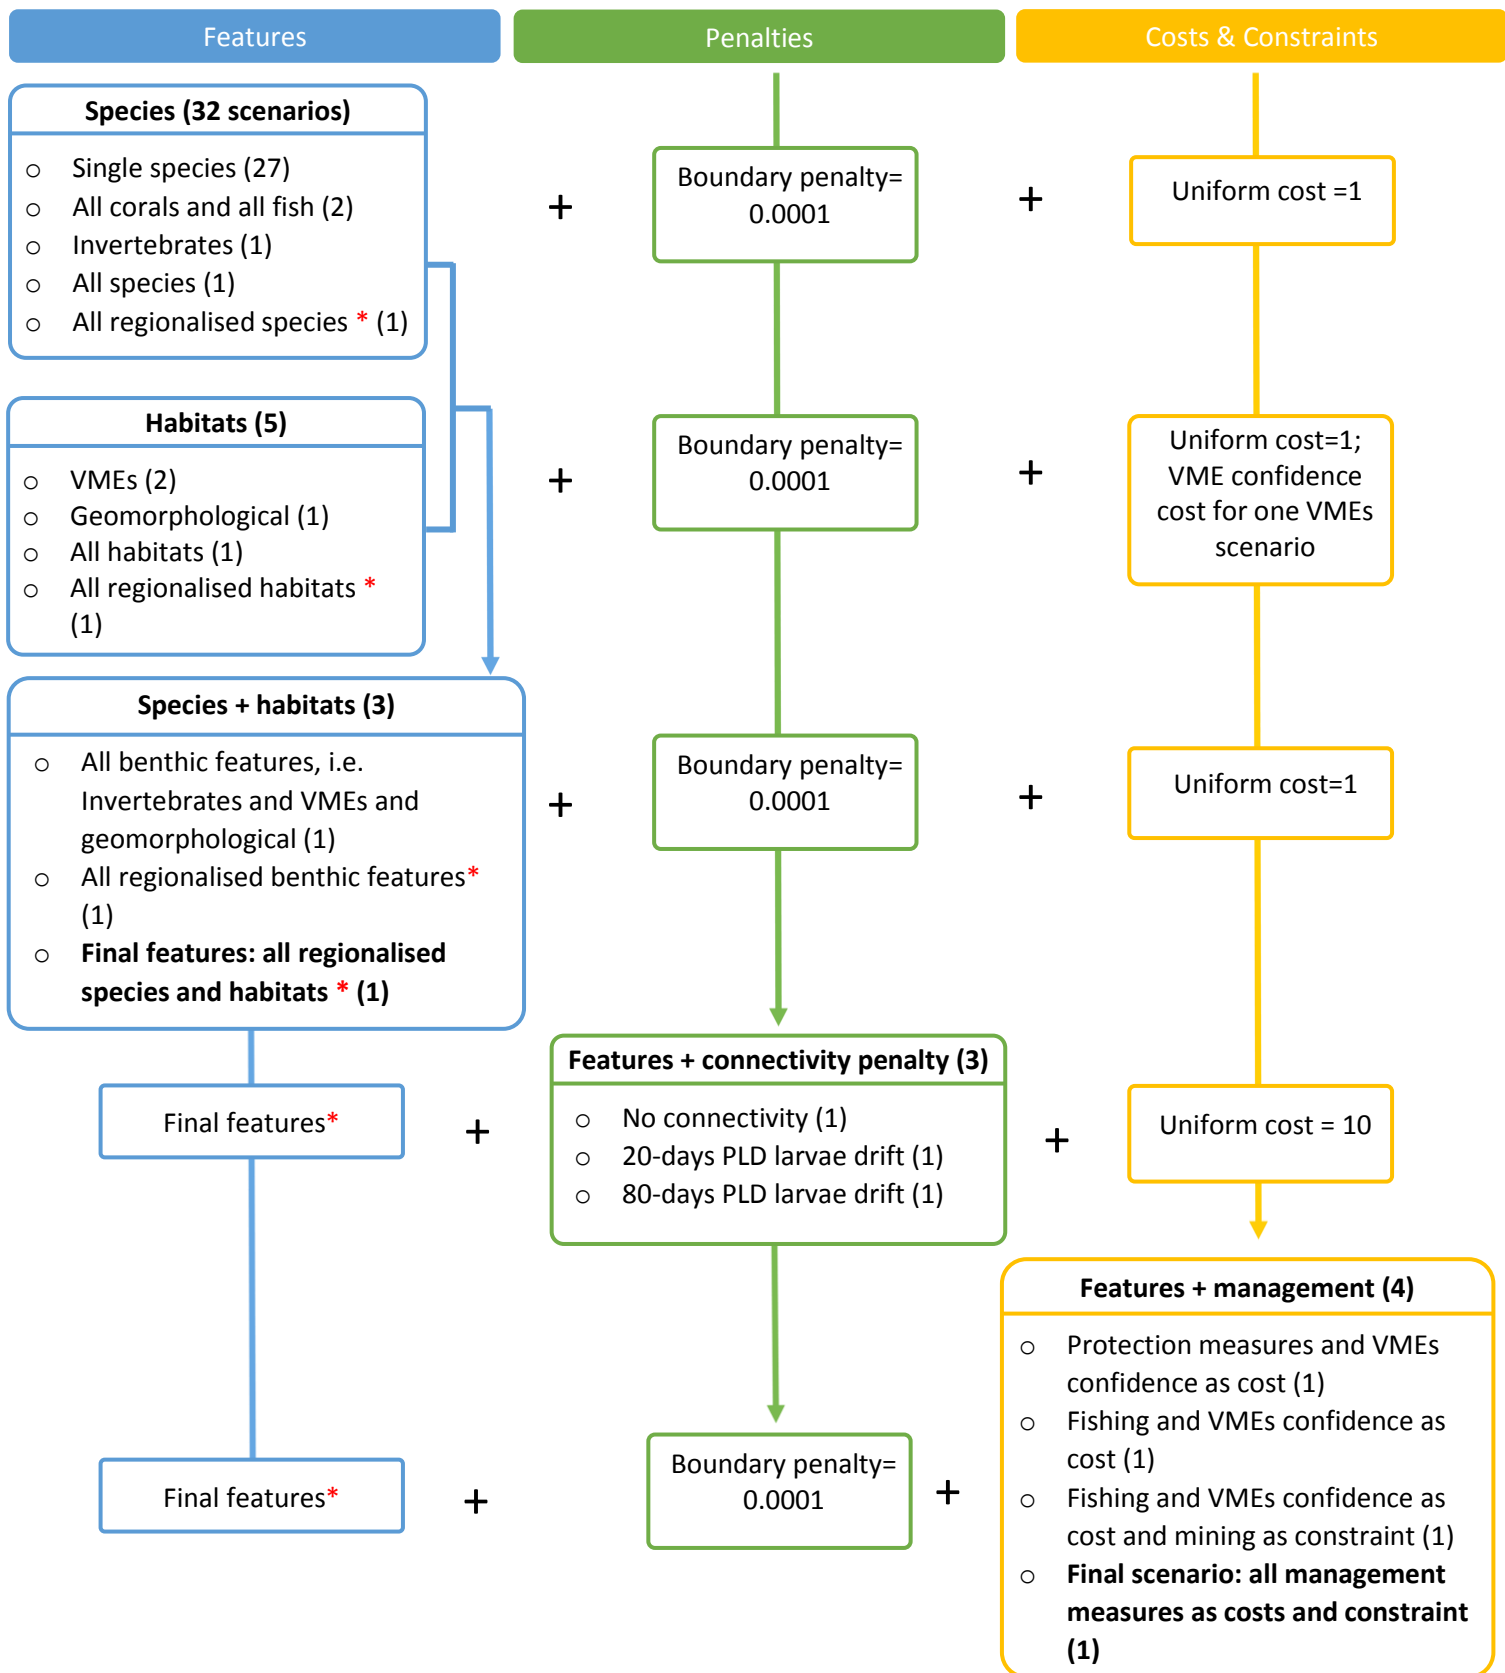 Features
Penalties
Costs & Constraints
Species (32 scenarios)
o Single species (27)
o All corals and all fish (2)
o Invertebrates (1)
o All species (1)
o All regionalised species * (1)
+
Boundary penalty=
0.0001
+
Uniform cost =1
Habitats (5)
o VMEs (2)
o Geomorphological (1)
o All habitats (1)
o All regionalised habitats *
(1)
+
Boundary penalty=
0.0001
+
Uniform cost=1;
VME confidence
cost for one VMEs
scenario
Species + habitats (3)
o All benthic features, i.e.
Invertebrates and VMEs and
geomorphological (1)
o All regionalised benthic features*
(1)
o Final features: all regionalised
species and habitats * (1)
+
Boundary penalty=
0.0001
+
Uniform cost=1
Final features*
+
Features + connectivity penalty (3)
o No connectivity (1)
o 20-days PLD larvae drift (1)
o 80-days PLD larvae drift (1)
+
Uniform cost = 10
Final features*
+
Boundary penalty=
0.0001
+
Features + management (4)
o Protection measures and VMEs
confidence as cost (1)
o Fishing and VMEs confidence as
cost (1)
o Fishing and VMEs confidence as
cost and mining as constraint (1)
o Final scenario: all management
measures as costs and constraint
(1)